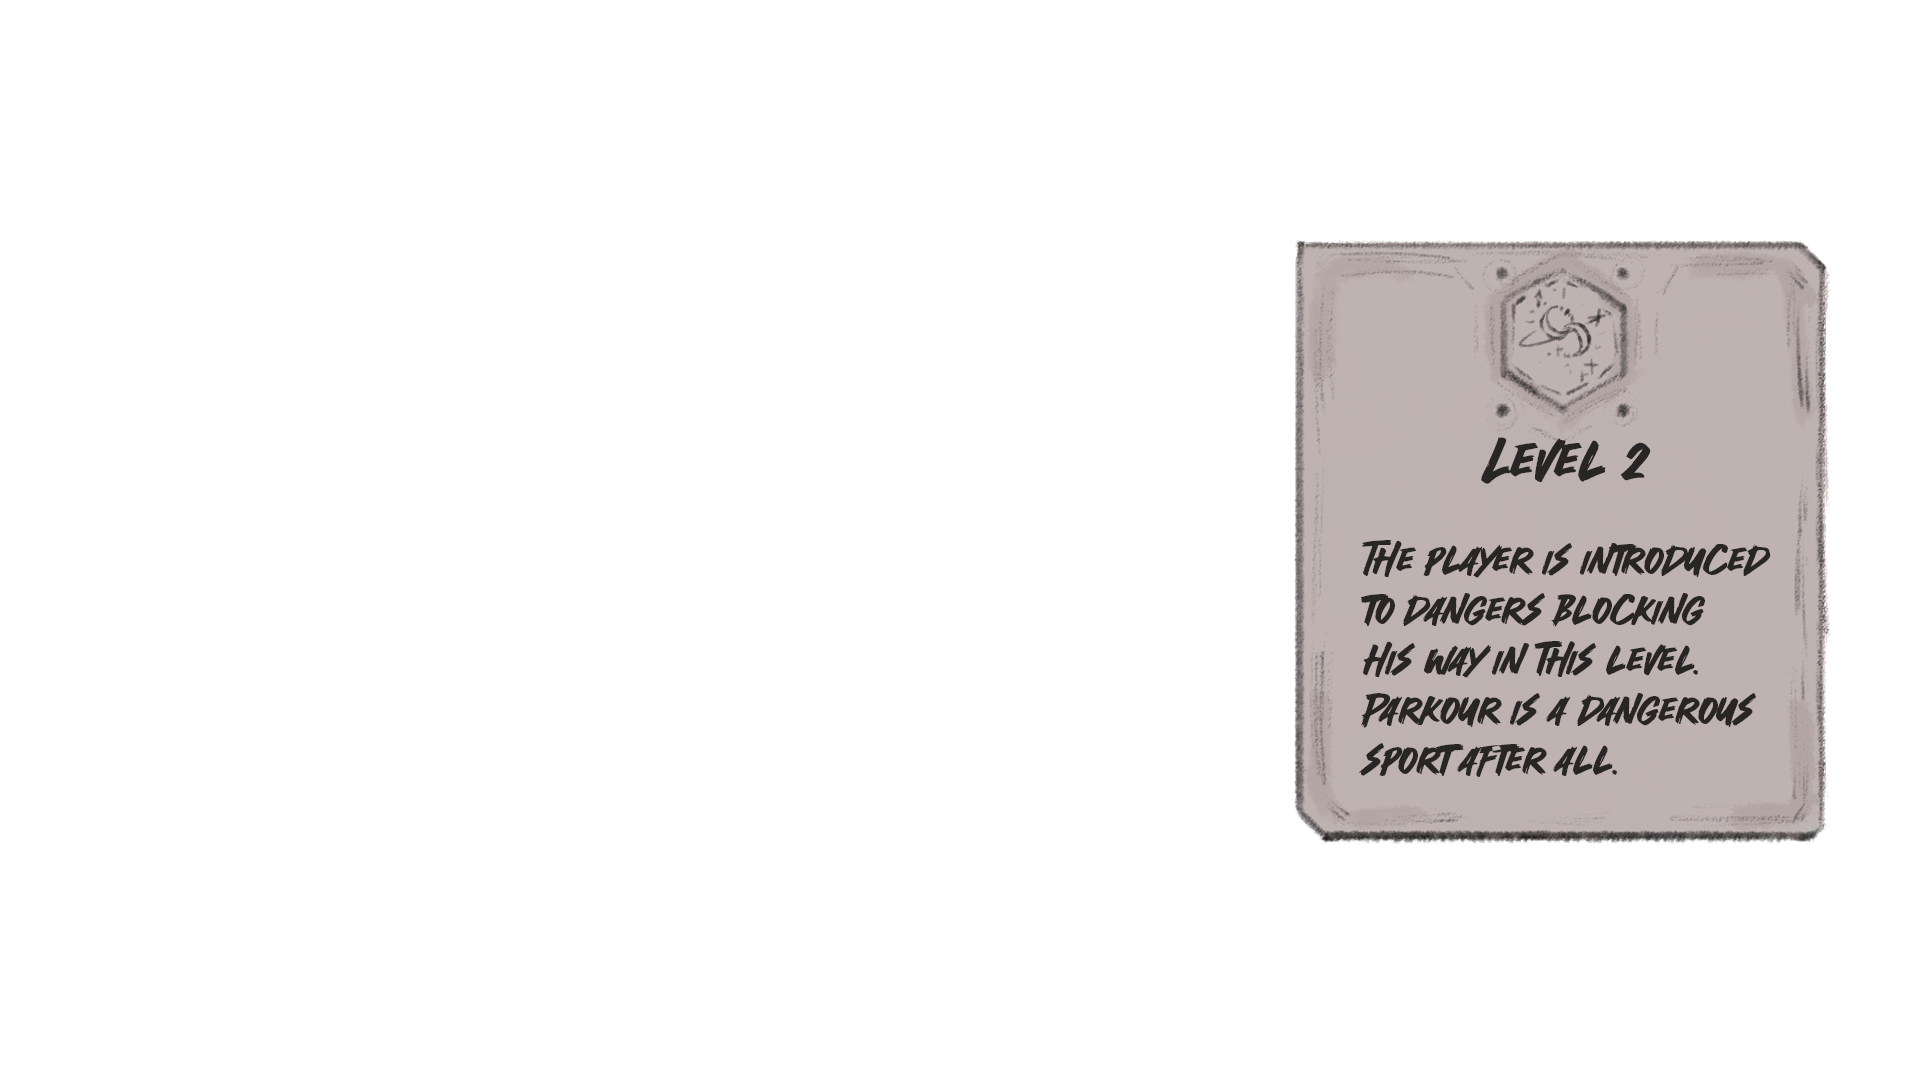 Level 2
The player is introduced
to dangers blocking
his way in this level.
Parkour is a dangerous
sport after all.